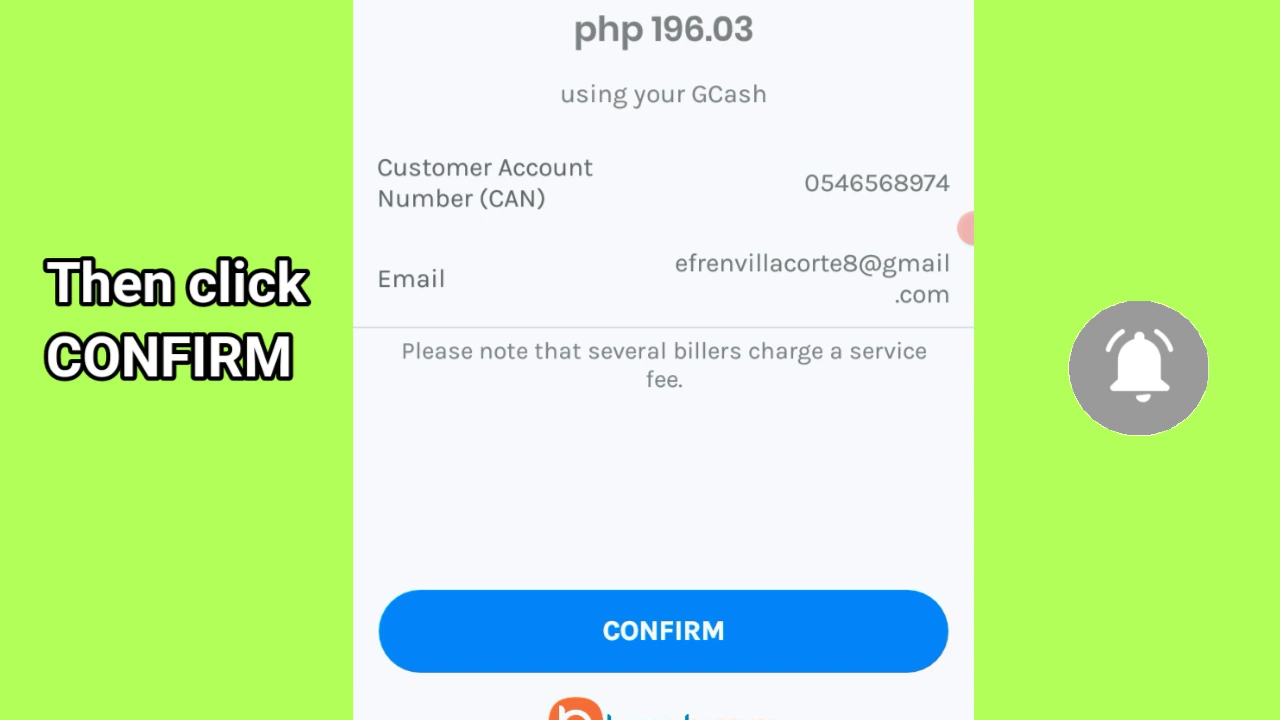 php 196.03
using your GCash
Customer Account
Number (CAN)
0546568974
Email
efrenvillacorte8@gmail
.com
Please note that several billers charge a service
fee.
CONFIRM
Then click
CONFIRM